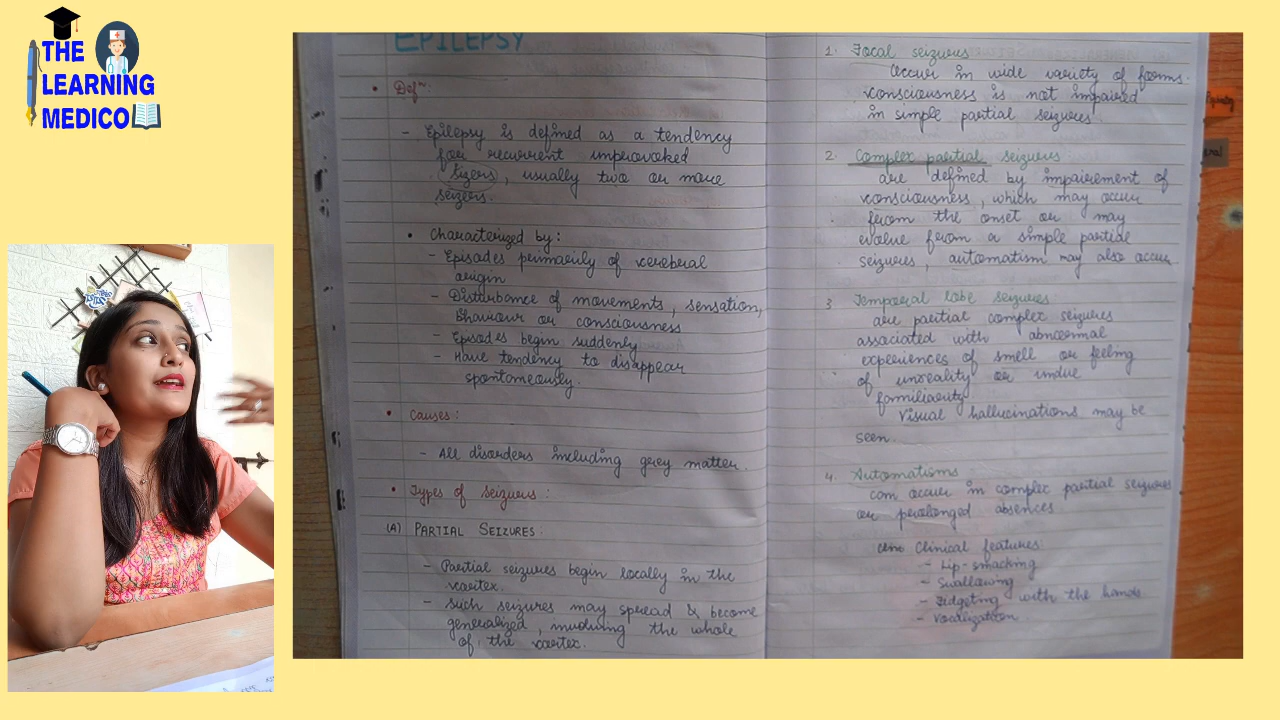 THE
LEARNING
MEDICO
EPILEPSY
• Defⁿ:
- Epilepsy is defined as a tendency
for recurrent unprovoked
sizers, usually two or more
seizers.
• Characterized by:
- Episodes primarily of cerebral
origin
- Disturbance of movements, sensation,
bhaviour or consciousness
- Episodes begin suddenly
- Have tendency to disappear
spontaneously.
• Causes:
- All disorders including grey matter.
• Types of Seizures:
(A) PARTIAL SEIZURES:
- Partial seizures begin locally in the
cortex.
- Such seizures may spread & become
generalized, involving the whole
of the cortex.
1. Focal seizures
Occur in wide variety of forms.
consciousness is not impaired
in simple partial seizures.
2. Complex partial seizures
are defined by impairement of
consciousness, which may occur
from the onset or may
evolve from a simple partial
seizures, automatism may also occur.
3 Temporal lobe seizures
are partial complex seizures
associated with abnormal
experiences of smell or feeling
of unreality or undue
familiarity
Visual hallucinations may be
seen.
4. Automatisms
can occur in complex partial seizures
or prolonged absences
Clinical features:
- Lip-smacking
- Swallowing
- Fidgeting with the hands
- Vocalization